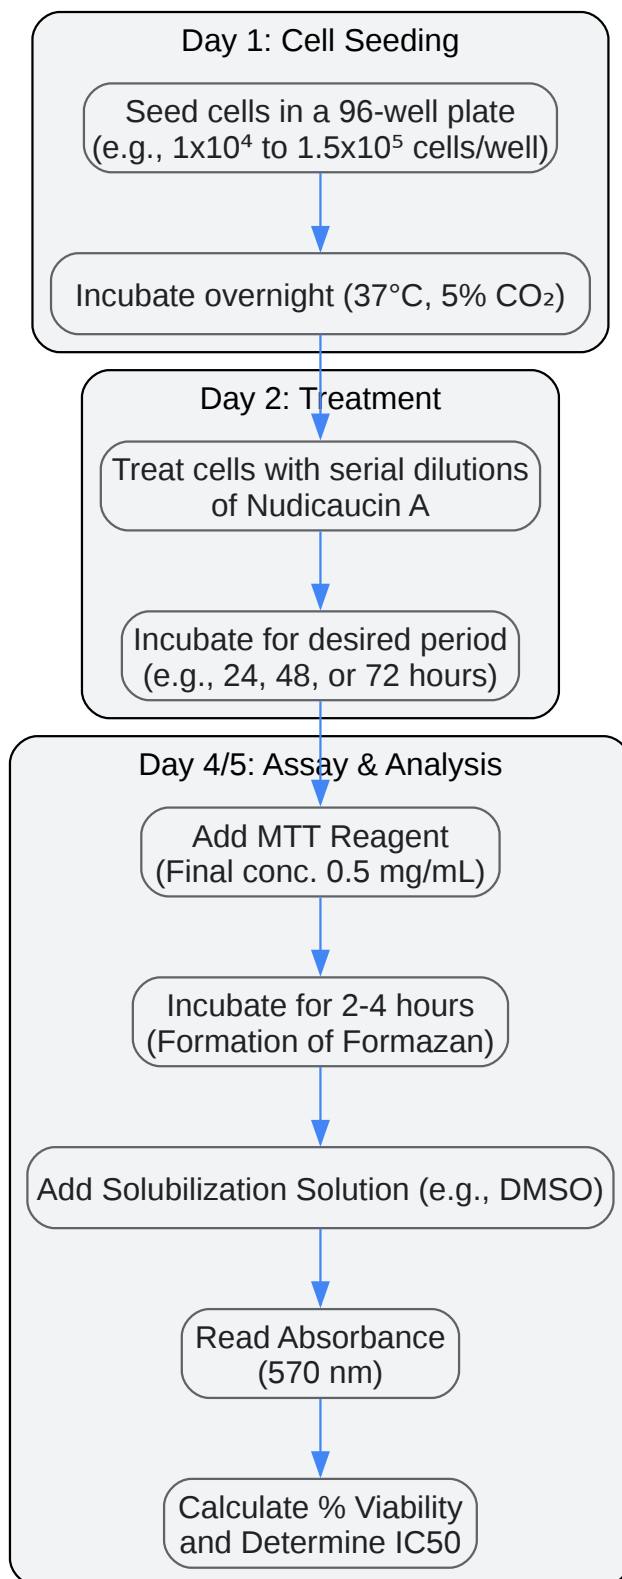 Day 1: Cell Seeding
Seed cells in a 96-well plate
(e.g., 1x10⁴ to 1.5x10⁵ cells/well)
Incubate overnight (37°C, 5% CO₂)
Day 2: Treatment
Treat cells with serial dilutions
of Nudicaucin A
Incubate for desired period
(e.g., 24, 48, or 72 hours)
Day 4/5: Assay & Analysis
Add MTT Reagent
(Final conc. 0.5 mg/mL)
Incubate for 2-4 hours
(Formation of Formazan)
Add Solubilization Solution (e.g., DMSO)
Read Absorbance
(570 nm)
Calculate % Viability
and Determine IC50